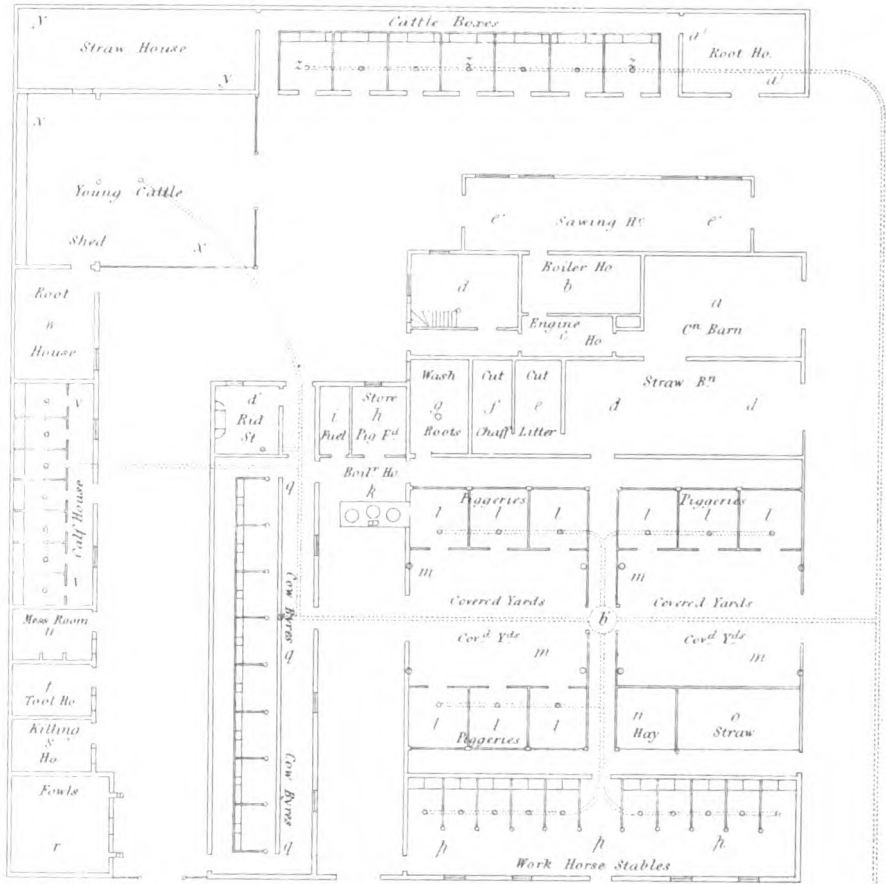 Cattle Boxes
y
Straw House
y
z z z
a'
Root Ho.
a'
x
Young Cattle
Shed
x
e' Sawing Hᵉ e'
Root
w
House
d
Boiler Ho
b
a
Cⁿ Barn
Engine
c
Ho
Straw Bⁿ
d d
d'
Rid
St
i
Fuel
Store
h
Pig Fᵈ
Wash
g
Roots
Cut
f
Chaff
Cut
e
Litter
Boilʳ Ho
k
v
Calf House
v
q
Cow Byres
q
Cow Byres
q
Piggeries
l l l
Piggeries
l l l
m
Covered Yards
m
Covered Yards
b'
Covᵈ Yᵈˢ
m
Covᵈ Yᵈˢ
m
Mess Room
u
t
Tool Ho
Killing
s
Ho
Fowls
r
l l l
Piggeries
n
Hay
o
Straw
p p p
Work Horse Stables